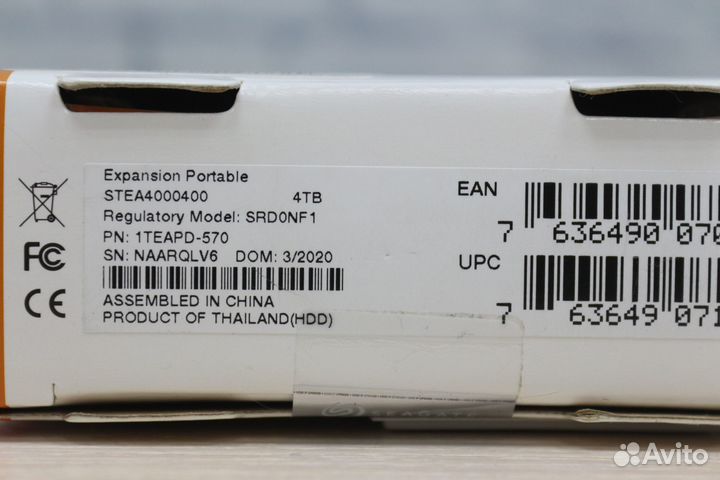 Expansion Portable
STEA4000400 4TB
Regulatory Model: SRD0NF1
PN: 1TEAPD-570
SN: NAARQLV6 DOM: 3/2020
ASSEMBLED IN CHINA
PRODUCT OF THAILAND(HDD)
FC
CE
EAN
7 636490 070
UPC
7 63649 071
SEAGATE
Avito